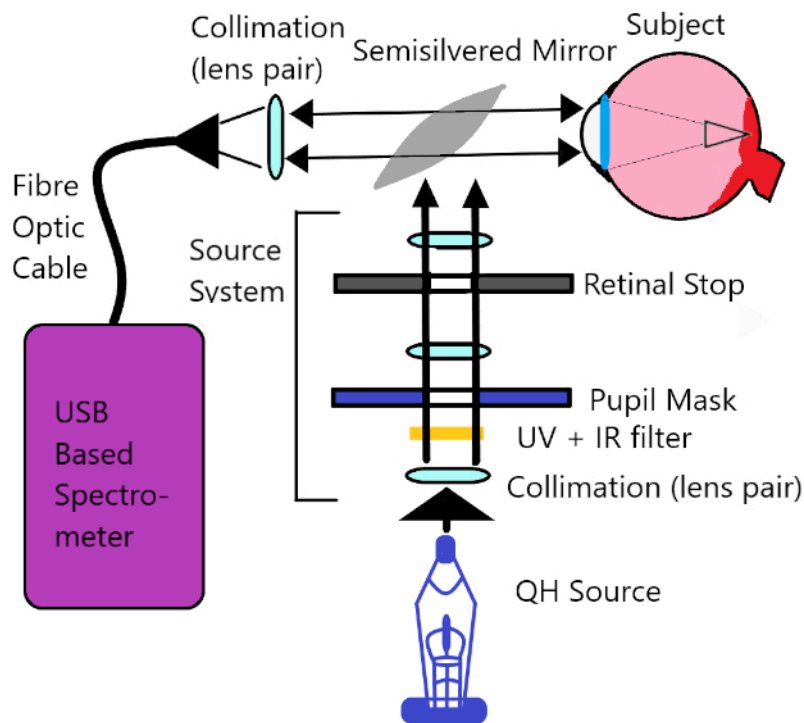 Collimation
(lens pair)
Semisilvered Mirror
Subject
Fibre
Optic
Cable
Source
System
Retinal Stop
Pupil Mask
UV + IR filter
Collimation (lens pair)
USB
Based
Spectro-
meter
QH Source